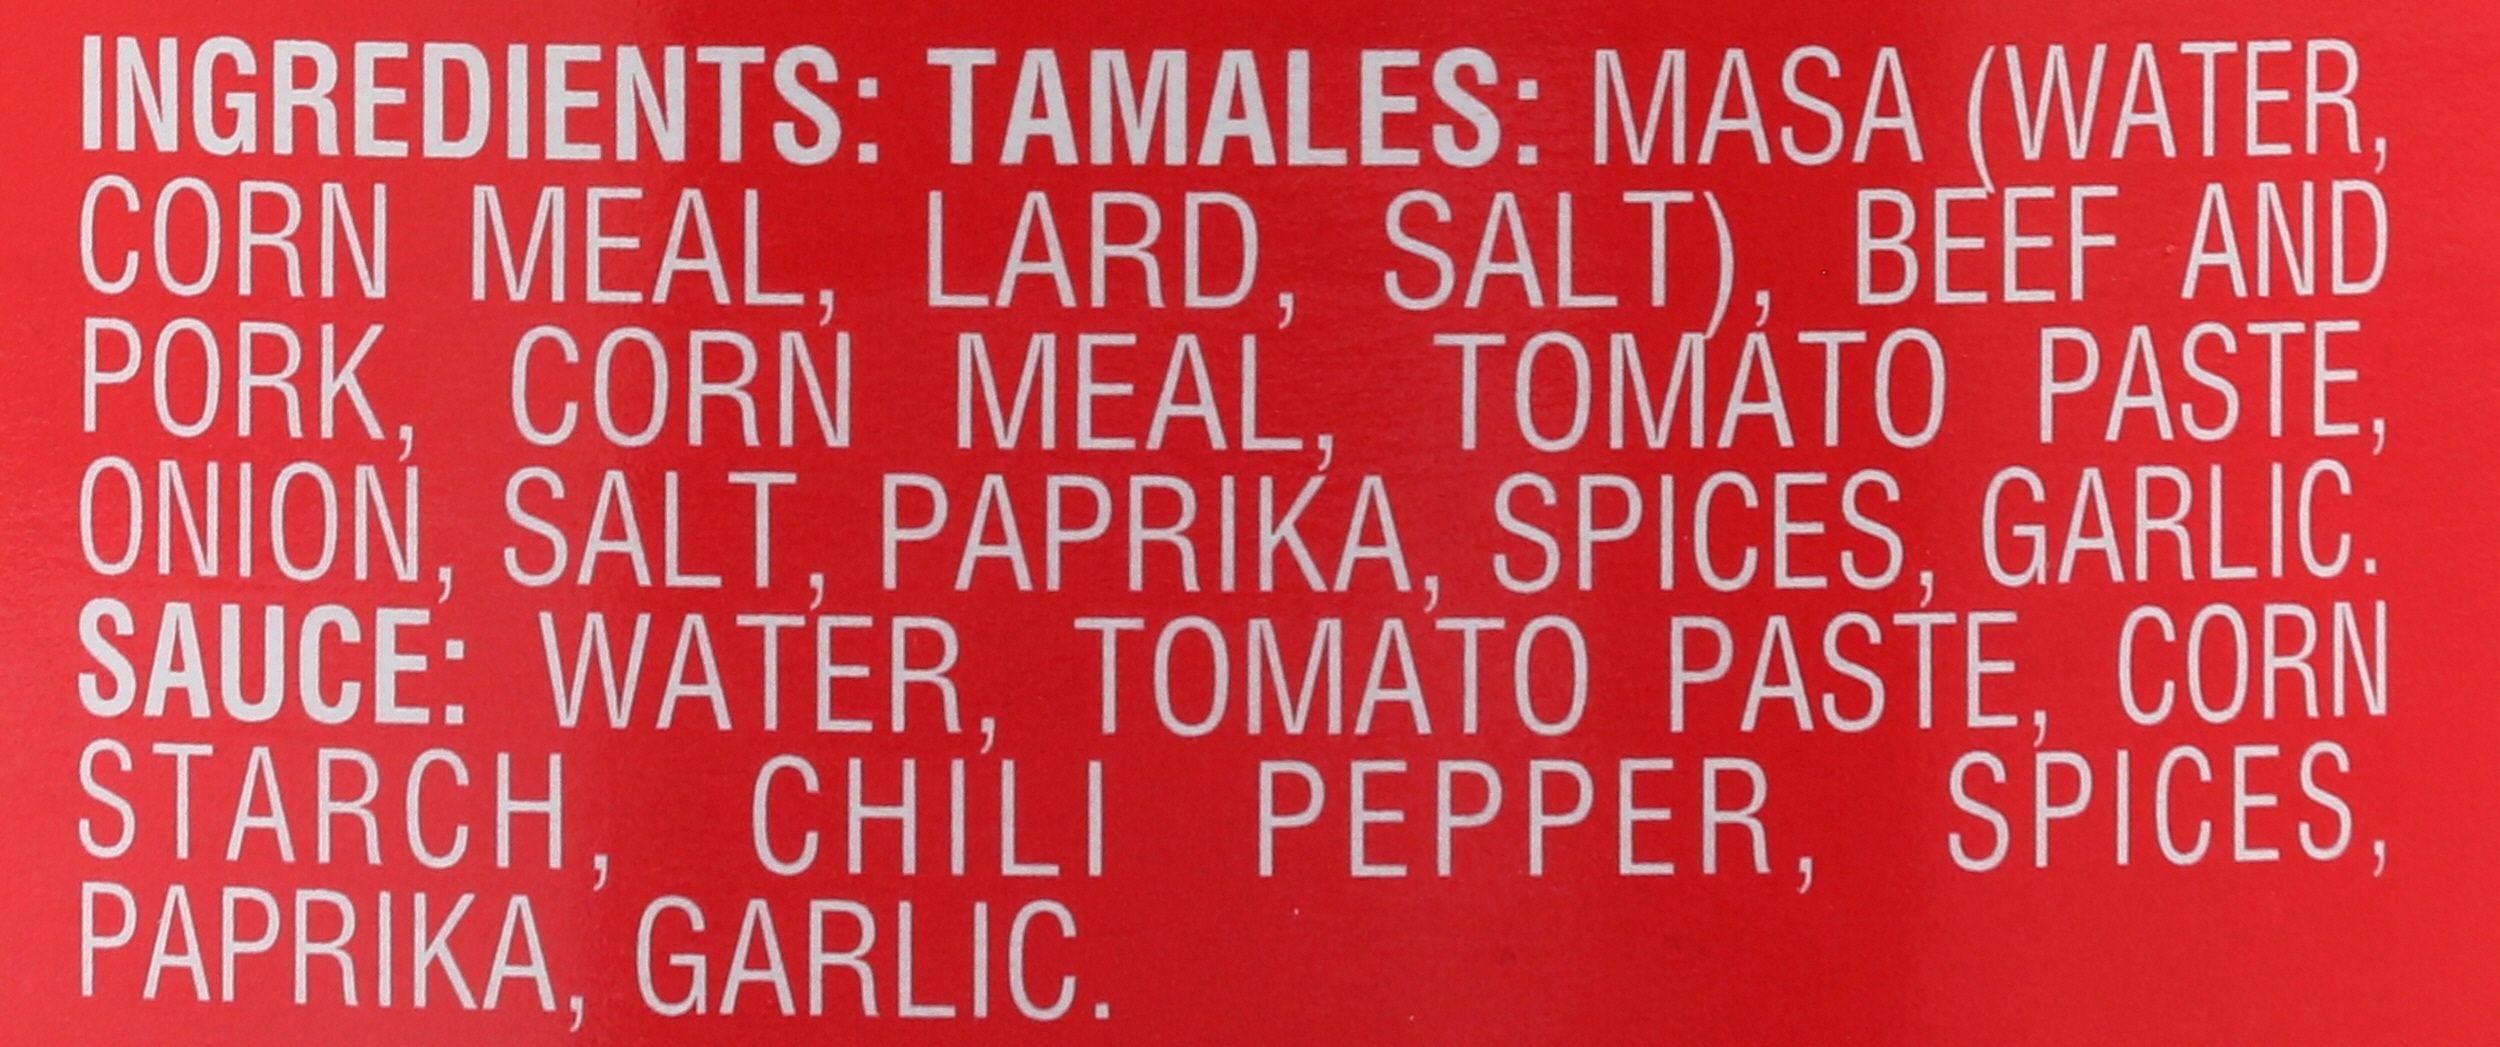 INGREDIENTS: TAMALES: MASA (WATER,
CORN MEAL, LARD, SALT), BEEF AND
PORK, CORN MEAL, TOMATO PASTE,
ONION, SALT, PAPRIKA, SPICES, GARLIC.
SAUCE: WATER, TOMATO PASTE, CORN
STARCH, CHILI PEPPER, SPICES,
PAPRIKA, GARLIC.